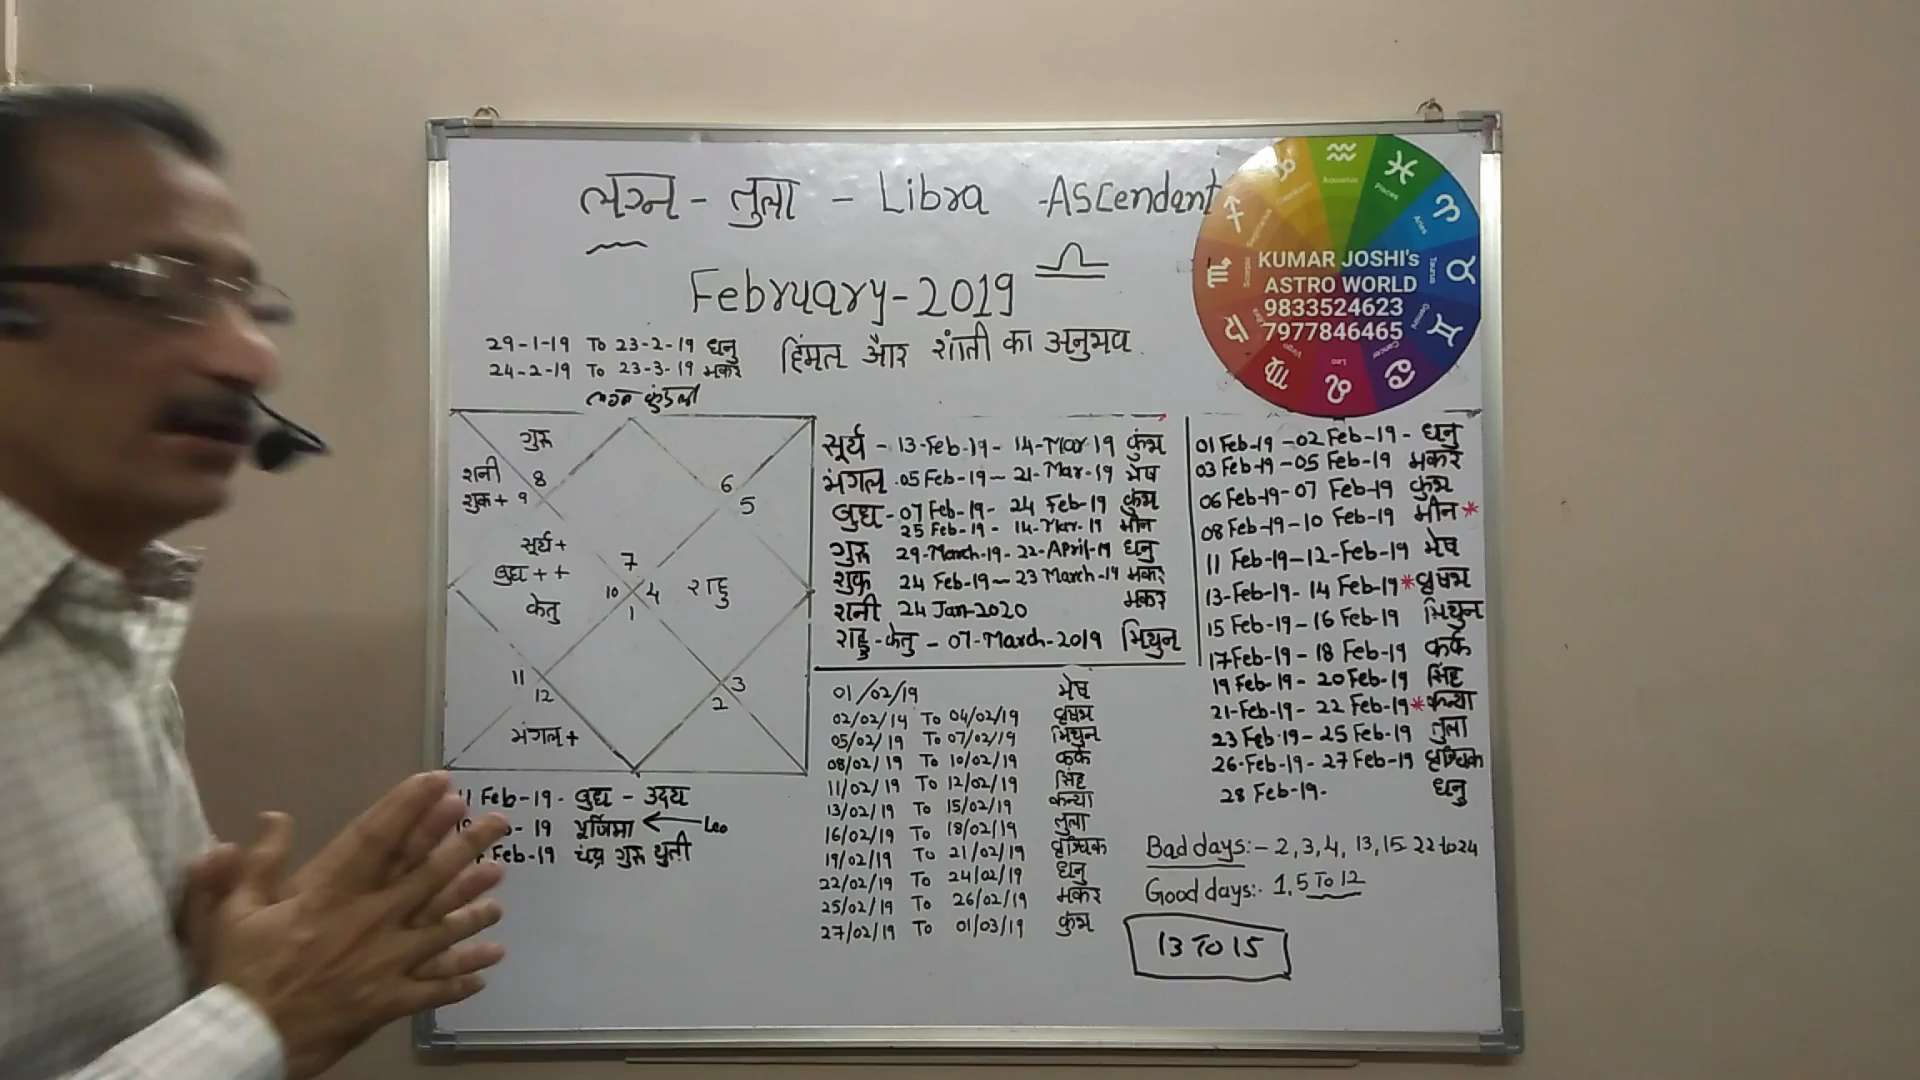 लग्न - तुला - Libra - Ascendant
♎
February - 2019
29-1-19 To 23-2-19 धनु
24-2-19 To 23-3-19 मकर
हिंमत और शांती का अनुभव
लग्न कुंडली
गुरू
शनी 8
शुक्र + 9
6
5
सूर्य +
बुध + +
केतु
7
10 4
1
राहु
11
12
3
2
मंगल +
11 Feb-19 - बुध - उदय
- 19 पूर्णिमा ← Leo
Feb-19 चंद्र गुरू युती
सूर्य - 13-Feb-19 - 14-Mar-19 कुंभ
मंगल - 05 Feb-19 - 21-Mar-19 मेष
बुध - 07 Feb-19 - 24 Feb-19 कुंभ
25 Feb-19 - 14-Mar-19 मीन
गुरू 29-March-19 - 22-April-19 धनु
शुक्र 24 Feb-19 - 23 March-19 मकर
शनी 24 Jan-2020 मकर
राहु-केतु - 07-March-2019 मिथुन
01/02/19 मेष
02/02/14 To 04/02/19 वृषभ
05/02/19 To 07/02/19 मिथुन
08/02/19 To 10/02/19 कर्क
11/02/19 To 12/02/19 सिंह
13/02/19 To 15/02/19 कन्या
16/02/19 To 18/02/19 तुला
19/02/19 To 21/02/19 वृश्चिक
22/02/19 To 24/02/19 धनु
25/02/19 To 26/02/19 मकर
27/02/19 To 01/03/19 कुंभ
01 Feb-19 - 02 Feb-19 - धनु
03 Feb-19 - 05 Feb-19 मकर
06 Feb-19 - 07 Feb-19 कुंभ
08 Feb-19 - 10 Feb-19 मीन *
11 Feb-19 - 12-Feb-19 मेष
13-Feb-19 - 14 Feb-19 * वृषभ
15 Feb-19 - 16 Feb-19 मिथुन
17 Feb-19 - 18 Feb-19 कर्क
19 Feb-19 - 20 Feb-19 सिंह
21-Feb-19 - 22 Feb-19 * कन्या
23 Feb-19 - 25 Feb-19 तुला
26-Feb-19 - 27 Feb-19 वृश्चिक
28 Feb-19 - धनु
Bad days:- 2, 3, 4, 13, 15 22 to 24
Good days:- 1, 5 To 12
13 To 15
KUMAR JOSHI's
ASTRO WORLD
9833524623
7977846465
Aquarius
Pisces
Aries
Taurus
Gemini
Cancer
Leo
Virgo